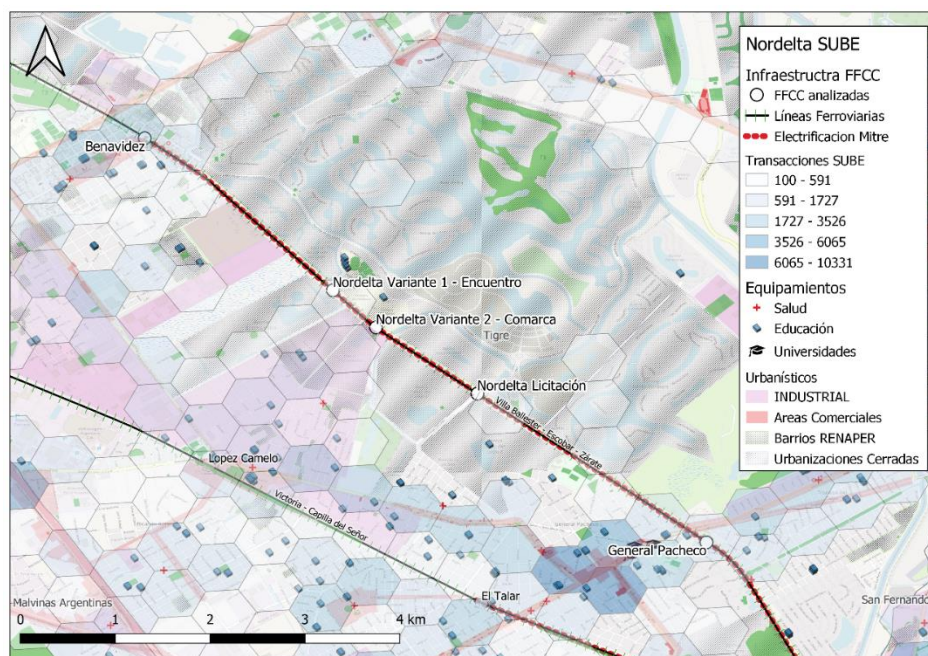 Nordelta SUBE
Infraestructra FFCC
FFCC analizadas
Líneas Ferroviarias
Electrificacion Mitre
Transacciones SUBE
100 - 591
591 - 1727
1727 - 3526
3526 - 6065
6065 - 10331
Equipamientos
Salud
Educación
Universidades
Urbanísticos
INDUSTRIAL
Areas Comerciales
Barrios RENAPER
Urbanizaciones Cerradas
Benavidez
Nordelta Variante 1 - Encuentro
Nordelta Variante 2 - Comarca
Tigre
Nordelta Licitación
Villa Ballester - Escobar - Zárate
Lopez Camelo
Victoria - Capilla del Señor
General Pacheco
El Talar
Malvinas Argentinas
San Fernando
0 1 2 3 4 km